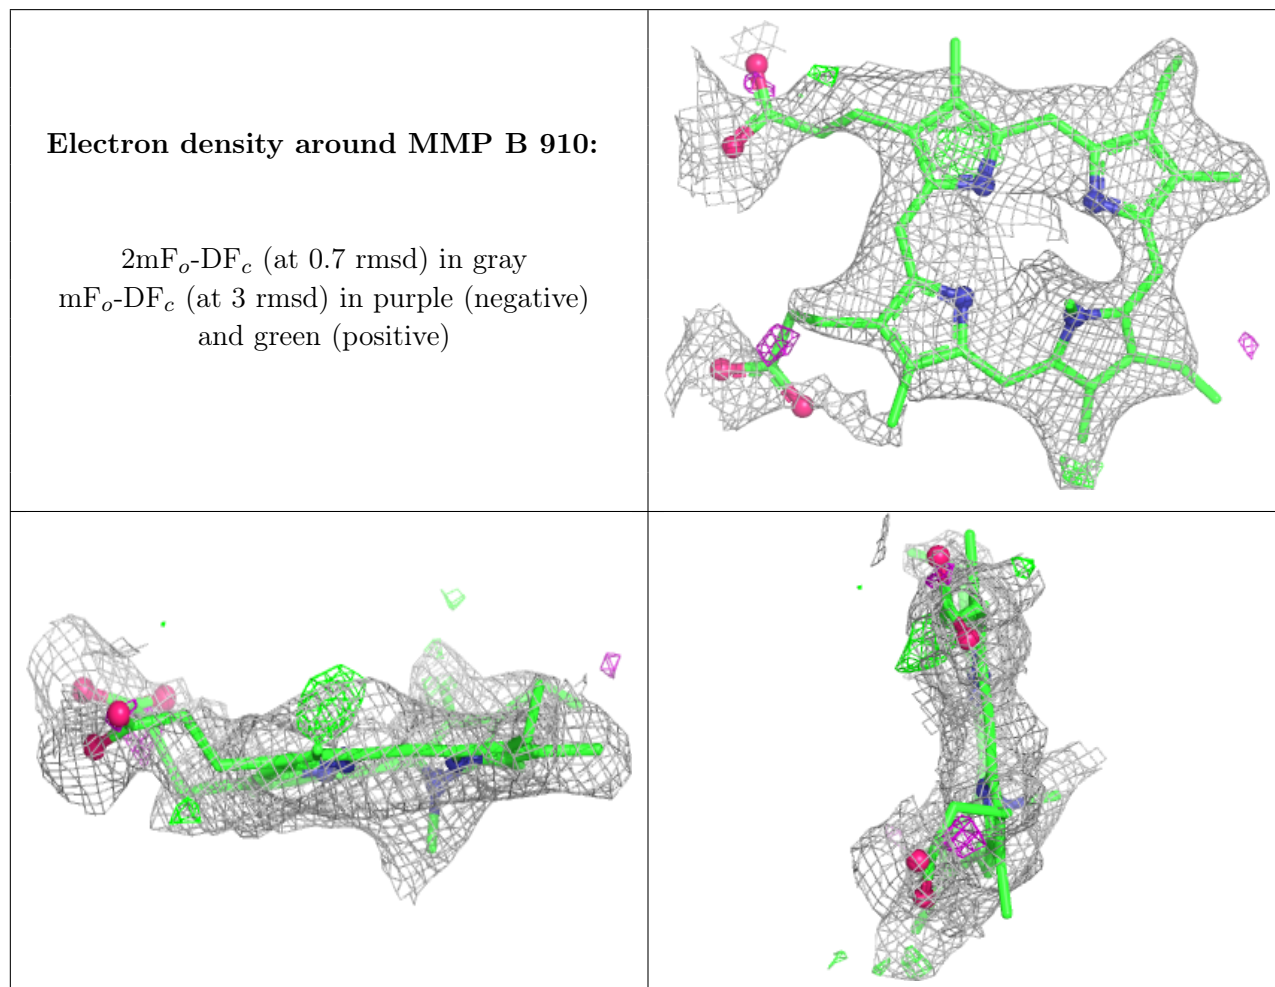 Electron density around MMP B 910:
2mFₒ-DF𝒸 (at 0.7 rmsd) in gray
mFₒ-DF𝒸 (at 3 rmsd) in purple (negative)
and green (positive)